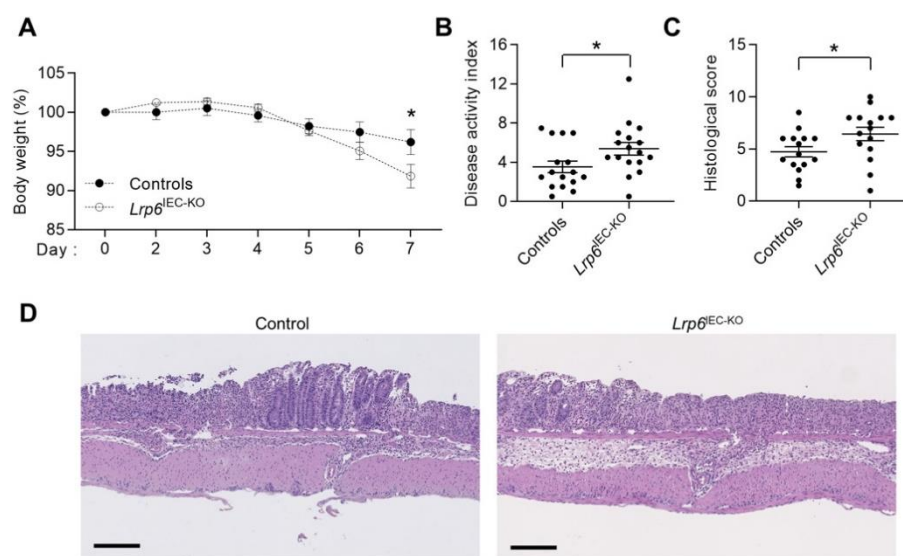 A
Body weight (%)
105
100
95
90
85
Controls
Lrp6IEC-KO
Day :
0 2 3 4 5 6 7
*
B
Disease activity index
16
12
8
4
0
*
Controls
Lrp6IEC-KO
C
Histological score
15
10
5
0
*
Controls
Lrp6IEC-KO
D
Control
Lrp6IEC-KO